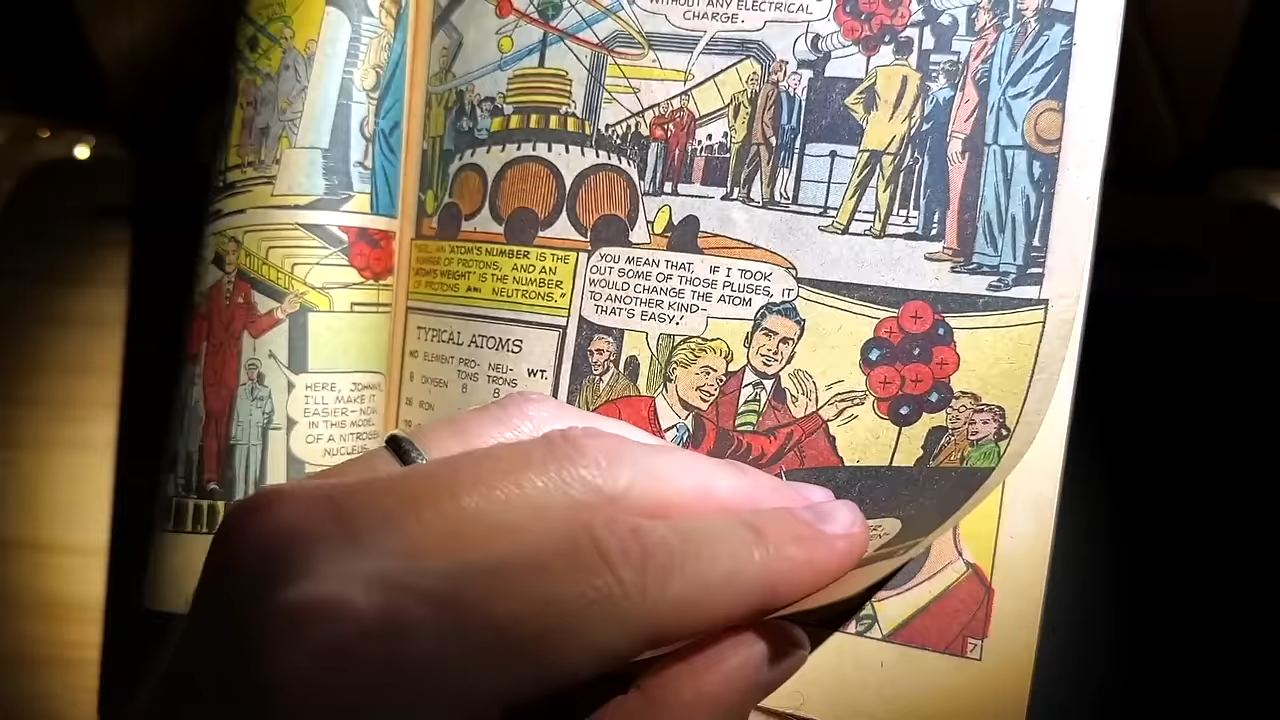 NUCLEUS
HERE, JOHNNY,
I'LL MAKE IT
EASIER—NOW
IN THIS MODEL
OF A NITROGEN
NUCLEUS
WITHOUT ANY ELECTRICAL
CHARGE.
"ATOM'S NUMBER IS THE
NUMBER OF PROTONS, AND AN
"ATOM'S WEIGHT" IS THE NUMBER
OF PROTONS AND NEUTRONS."
YOU MEAN THAT, IF I TOOK
OUT SOME OF THOSE PLUSES, IT
WOULD CHANGE THE ATOM
TO ANOTHER KIND—
THAT'S EASY!
TYPICAL ATOMS
NO ELEMENT PRO- NEU- WT.
TONS TRONS
8 OXYGEN 8 8
26 IRON
7